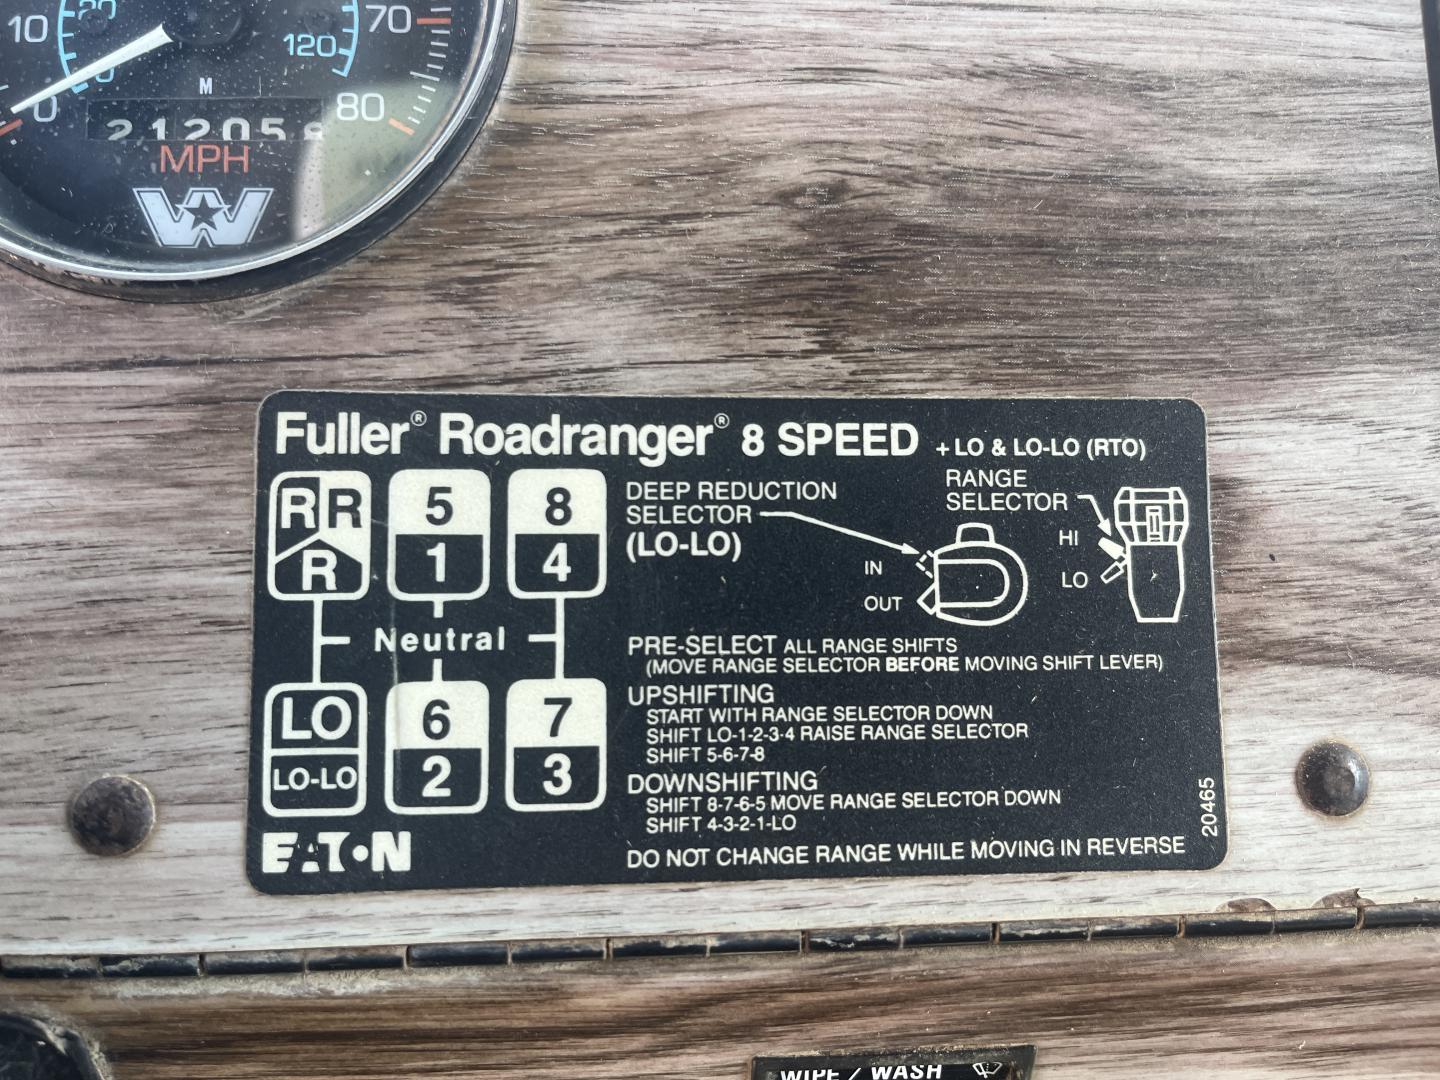 10
20
70
120
0
0
80
M
21205
MPH
W
Fuller® Roadranger® 8 SPEED + LO & LO-LO (RTO)
R R
R
5
1
8
4
Neutral
LO
LO-LO
6
2
7
3
DEEP REDUCTION
SELECTOR
(LO-LO)
IN
OUT
RANGE
SELECTOR
HI
LO
PRE-SELECT ALL RANGE SHIFTS
(MOVE RANGE SELECTOR BEFORE MOVING SHIFT LEVER)
UPSHIFTING
START WITH RANGE SELECTOR DOWN
SHIFT LO-1-2-3-4 RAISE RANGE SELECTOR
SHIFT 5-6-7-8
DOWNSHIFTING
SHIFT 8-7-6-5 MOVE RANGE SELECTOR DOWN
SHIFT 4-3-2-1-LO
DO NOT CHANGE RANGE WHILE MOVING IN REVERSE
20465
EATON
WIPE / WASH